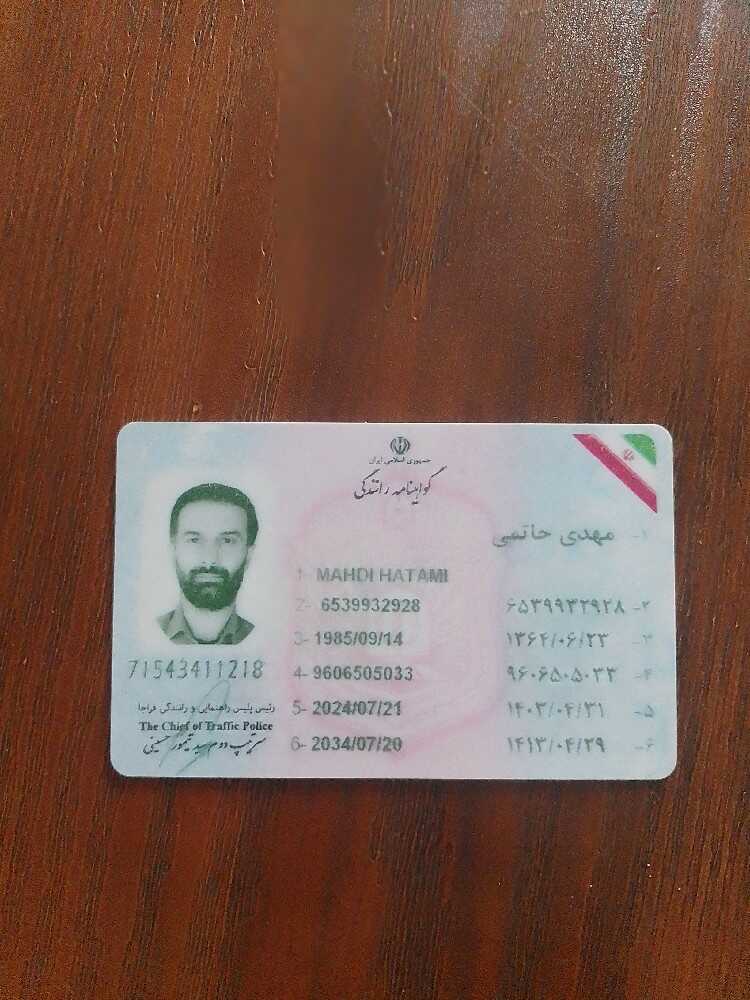 جمهوری اسلامی ایران
گواهینامه رانندگی
۱- مهدی حاتمی
1- MAHDI HATAMI
2- 6539932928
۲- ۶۵۳۹۹۳۲۹۲۸
3- 1985/09/14
۳- ۱۳۶۴/۰۶/۲۳
4- 9606505033
۴- ۹۶۰۶۵۰۵۰۳۳
5- 2024/07/21
۵- ۱۴۰۳/۰۴/۳۱
6- 2034/07/20
۶- ۱۴۱۳/۰۴/۲۹
71543411218
رئیس پلیس راهنمایی و رانندگی فراجا
The Chief of Traffic Police
سرتیپ دوم سید تیمور حسینی